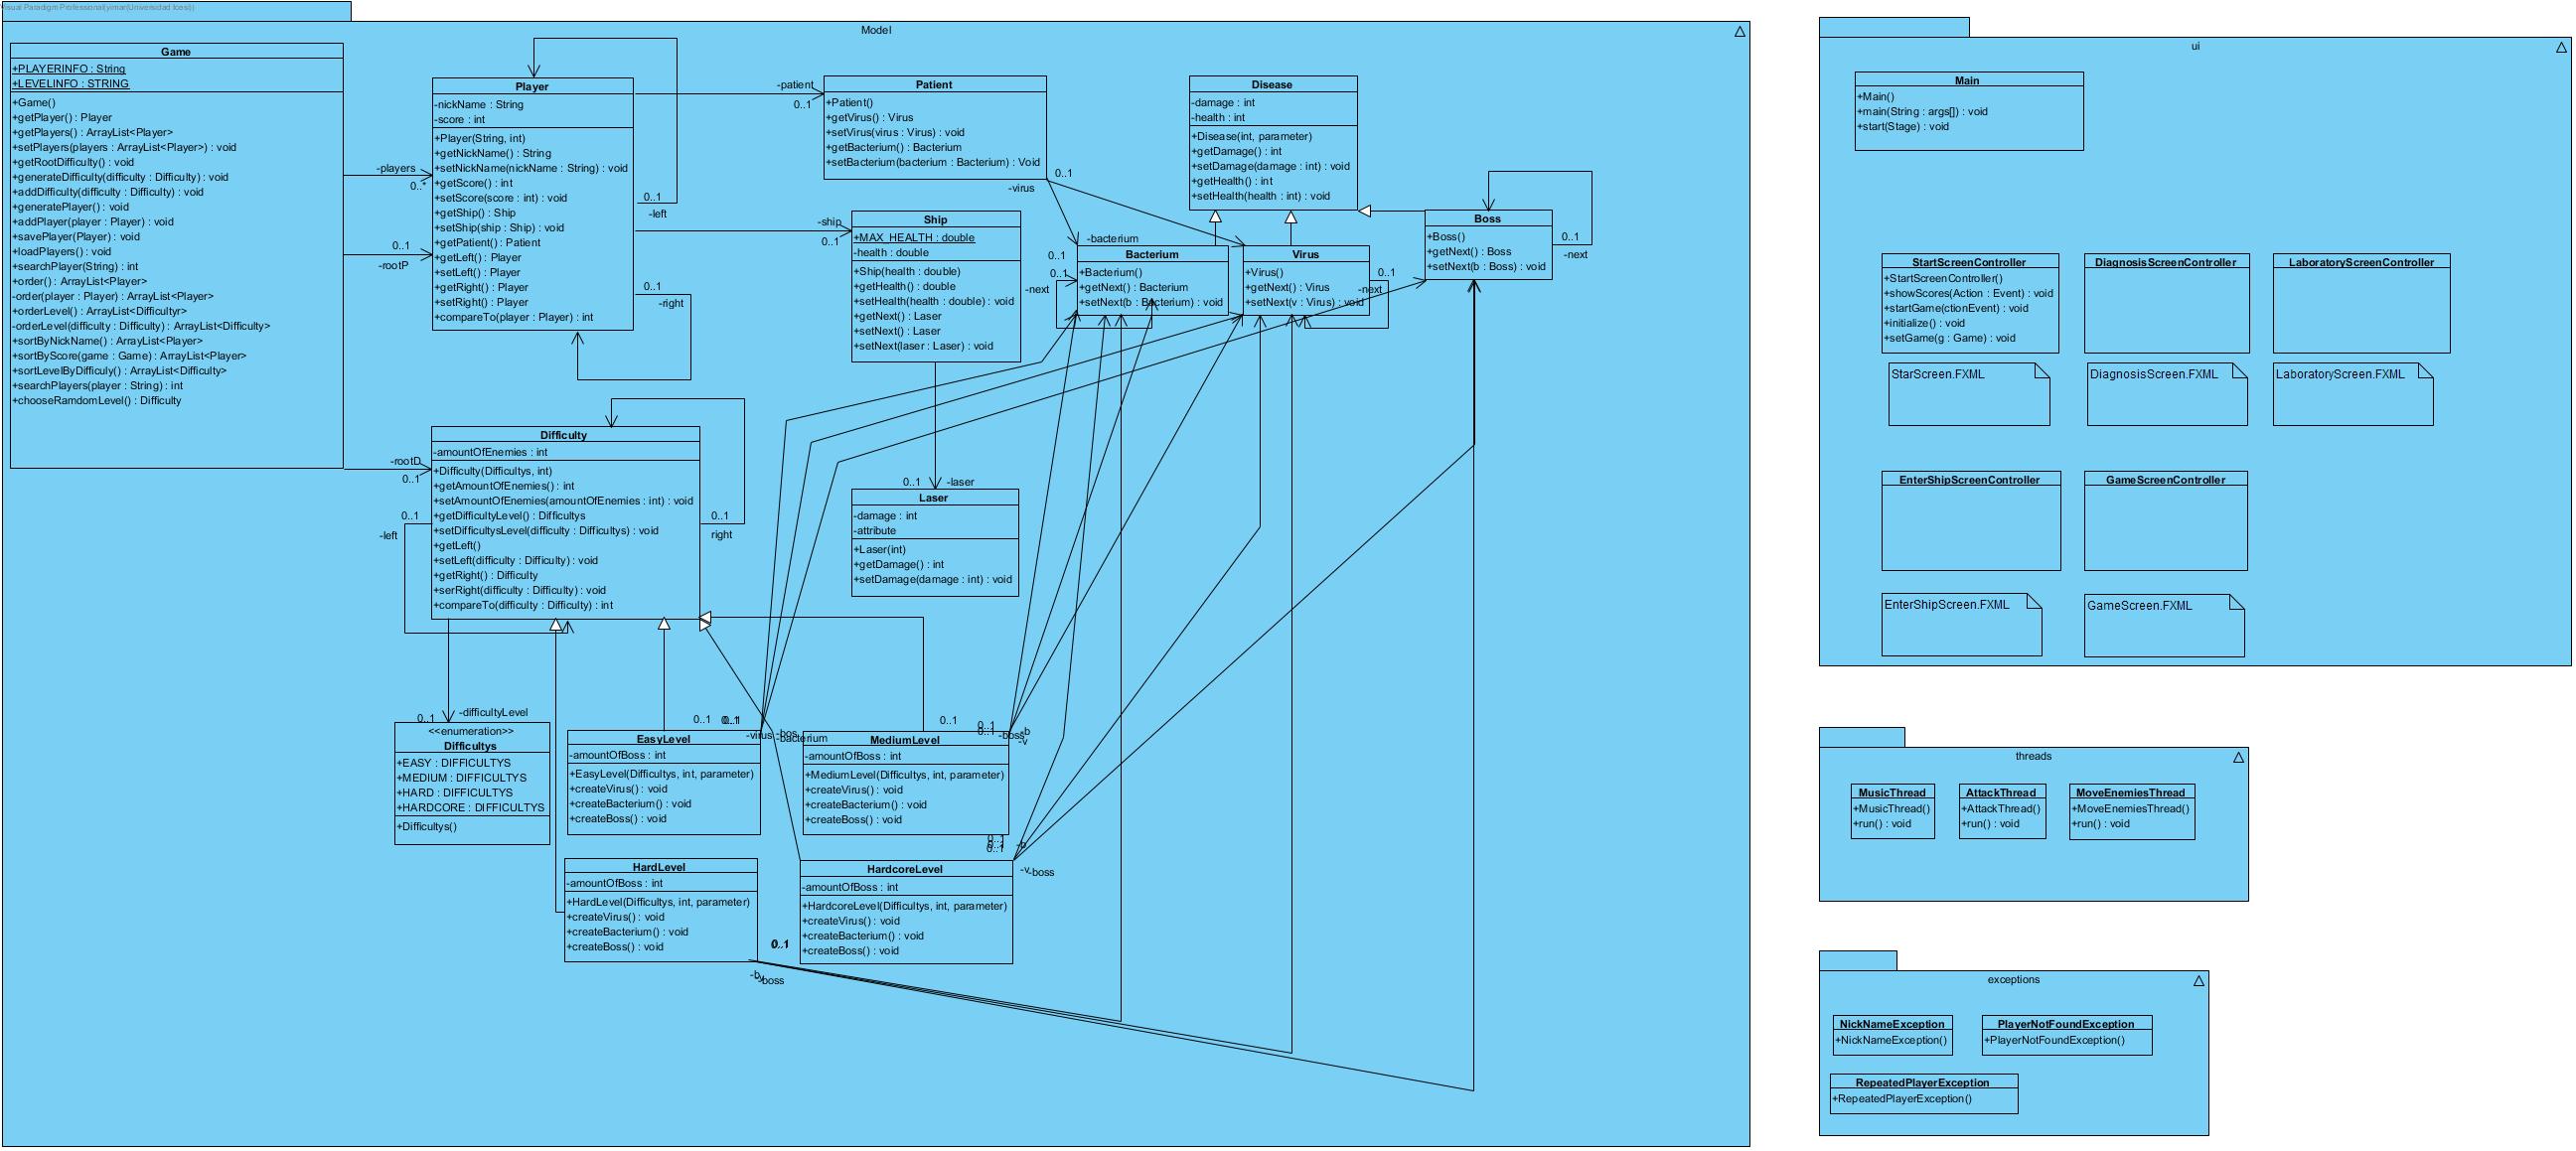 Visual Paradigm Professional(yimar(Universidad Icesi))
Model
Game
+PLAYERINFO : String
+LEVELINFO : STRING
+Game()
+getPlayer() : Player
+getPlayers() : ArrayList<Player>
+setPlayers(players : ArrayList<Player>) : void
+getRootDifficulty() : void
+generateDifficulty(difficulty : Difficulty) : void
+addDifficulty(difficulty : Difficulty) : void
+generatePlayer() : void
+addPlayer(player : Player) : void
+savePlayer(Player) : void
+loadPlayers() : void
+searchPlayer(String) : int
+order() : ArrayList<Player>
-order(player : Player) : ArrayList<Player>
+orderLevel() : ArrayList<Difficultyr>
-orderLevel(difficulty : Difficulty) : ArrayList<Difficulty>
+sortByNickName() : ArrayList<Player>
+sortByScore(game : Game) : ArrayList<Player>
+sortLevelByDifficuly() : ArrayList<Difficulty>
+searchPlayers(player : String) : int
+chooseRamdomLevel() : Difficulty
-players
0..*
0..1
-rootP
-rootD
0..1
Player
-nickName : String
-score : int
+Player(String, int)
+getNickName() : String
+setNickName(nickName : String) : void
+getScore() : int
+setScore(score : int) : void
+getShip() : Ship
+setShip(ship : Ship) : void
+getPatient() : Patient
+getLeft() : Player
+setLeft() : Player
+getRight() : Player
+setRight() : Player
+compareTo(player : Player) : int
0..1
-left
0..1
-right
-patient
0..1
-ship
0..1
Patient
+Patient()
+getVirus() : Virus
+setVirus(virus : Virus) : void
+getBacterium() : Bacterium
+setBacterium(bacterium : Bacterium) : Void
0..1
-virus
-bacterium
0..1
Ship
+MAX_HEALTH : double
-health : double
+Ship(health : double)
+getHealth() : double
+setHealth(health : double) : void
+getNext() : Laser
+setNext() : Laser
+setNext(laser : Laser) : void
0..1
-laser
Laser
-damage : int
-attribute
+Laser(int)
+getDamage() : int
+setDamage(damage : int) : void
Disease
-damage : int
-health : int
+Disease(int, parameter)
+getDamage() : int
+setDamage(damage : int) : void
+getHealth() : int
+setHealth(health : int) : void
Bacterium
+Bacterium()
+getNext() : Bacterium
+setNext(b : Bacterium) : void
0..1
-next
Virus
+Virus()
+getNext() : Virus
+setNext(v : Virus) : void
0..1
-next
Boss
+Boss()
+getNext() : Boss
+setNext(b : Boss) : void
0..1
-next
Difficulty
-amountOfEnemies : int
+Difficulty(Difficultys, int)
+getAmountOfEnemies() : int
+setAmountOfEnemies(amountOfEnemies : int) : void
+getDifficultyLevel() : Difficultys
+setDifficultysLevel(difficulty : Difficultys) : void
+getLeft()
+setLeft(difficulty : Difficulty) : void
+getRight() : Difficulty
+serRight(difficulty : Difficulty) : void
+compareTo(difficulty : Difficulty) : int
0..1
-left
0..1
right
0..1
-difficultyLevel
<<enumeration>>
Difficultys
+EASY : DIFFICULTYS
+MEDIUM : DIFFICULTYS
+HARD : DIFFICULTYS
+HARDCORE : DIFFICULTYS
+Difficultys()
0..1
0..1
-virus
-bos
-bacterium
EasyLevel
-amountOfBoss : int
+EasyLevel(Difficultys, int, parameter)
+createVirus() : void
+createBacterium() : void
+createBoss() : void
0..1
0..1
0..1
-boss
-b
-v
MediumLevel
-amountOfBoss : int
+MediumLevel(Difficultys, int, parameter)
+createVirus() : void
+createBacterium() : void
+createBoss() : void
HardLevel
-amountOfBoss : int
+HardLevel(Difficultys, int, parameter)
+createVirus() : void
+createBacterium() : void
+createBoss() : void
0..1
-b
-boss
0..1
0..1
-b
-v
-boss
HardcoreLevel
-amountOfBoss : int
+HardcoreLevel(Difficultys, int, parameter)
+createVirus() : void
+createBacterium() : void
+createBoss() : void
ui
Main
+Main()
+main(String : args[]) : void
+start(Stage) : void
StartScreenController
+StartScreenController()
+showScores(Action : Event) : void
+startGame(ctionEvent) : void
+initialize() : void
+setGame(g : Game) : void
DiagnosisScreenController
LaboratoryScreenController
StarScreen.FXML
DiagnosisScreen.FXML
LaboratoryScreen.FXML
EnterShipScreenController
GameScreenController
EnterShipScreen.FXML
GameScreen.FXML
threads
MusicThread
+MusicThread()
+run() : void
AttackThread
+AttackThread()
+run() : void
MoveEnemiesThread
+MoveEnemiesThread()
+run() : void
exceptions
NickNameException
+NickNameException()
PlayerNotFoundException
+PlayerNotFoundException()
RepeatedPlayerException
+RepeatedPlayerException()